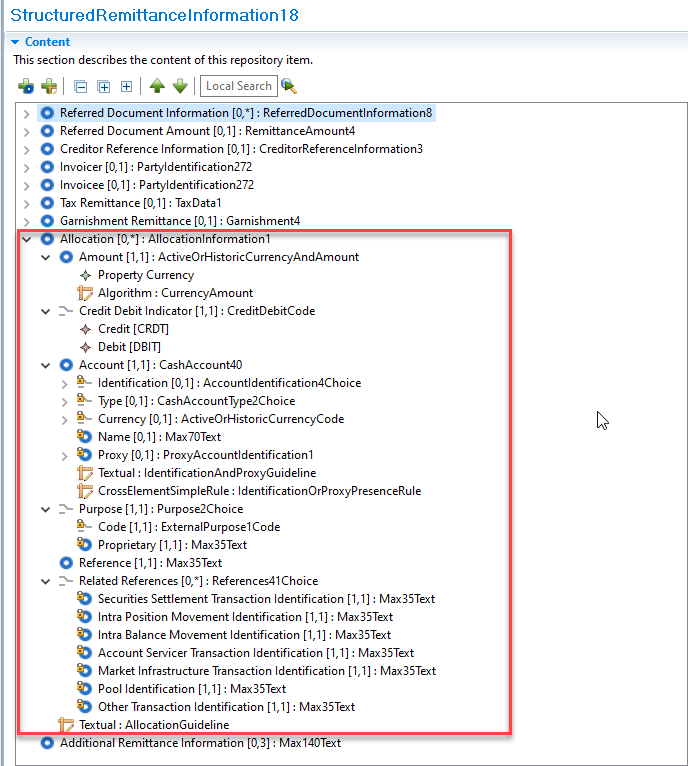 StructuredRemittanceInformation18
Content
This section describes the content of this repository item.
Local Search
Referred Document Information [0,*] : ReferredDocumentInformation8
Referred Document Amount [0,1] : RemittanceAmount4
Creditor Reference Information [0,1] : CreditorReferenceInformation3
Invoicer [0,1] : PartyIdentification272
Invoicee [0,1] : PartyIdentification272
Tax Remittance [0,1] : TaxData1
Garnishment Remittance [0,1] : Garnishment4
Allocation [0,*] : AllocationInformation1
Amount [1,1] : ActiveOrHistoricCurrencyAndAmount
Property Currency
Algorithm : CurrencyAmount
Credit Debit Indicator [1,1] : CreditDebitCode
Credit [CRDT]
Debit [DBIT]
Account [1,1] : CashAccount40
Identification [0,1] : AccountIdentification4Choice
Type [0,1] : CashAccountType2Choice
Currency [0,1] : ActiveOrHistoricCurrencyCode
Name [0,1] : Max70Text
Proxy [0,1] : ProxyAccountIdentification1
Textual : IdentificationAndProxyGuideline
CrossElementSimpleRule : IdentificationOrProxyPresenceRule
Purpose [1,1] : Purpose2Choice
Code [1,1] : ExternalPurpose1Code
Proprietary [1,1] : Max35Text
Reference [1,1] : Max35Text
Related References [0,*] : References41Choice
Securities Settlement Transaction Identification [1,1] : Max35Text
Intra Position Movement Identification [1,1] : Max35Text
Intra Balance Movement Identification [1,1] : Max35Text
Account Servicer Transaction Identification [1,1] : Max35Text
Market Infrastructure Transaction Identification [1,1] : Max35Text
Pool Identification [1,1] : Max35Text
Other Transaction Identification [1,1] : Max35Text
Textual : AllocationGuideline
Additional Remittance Information [0,3] : Max140Text